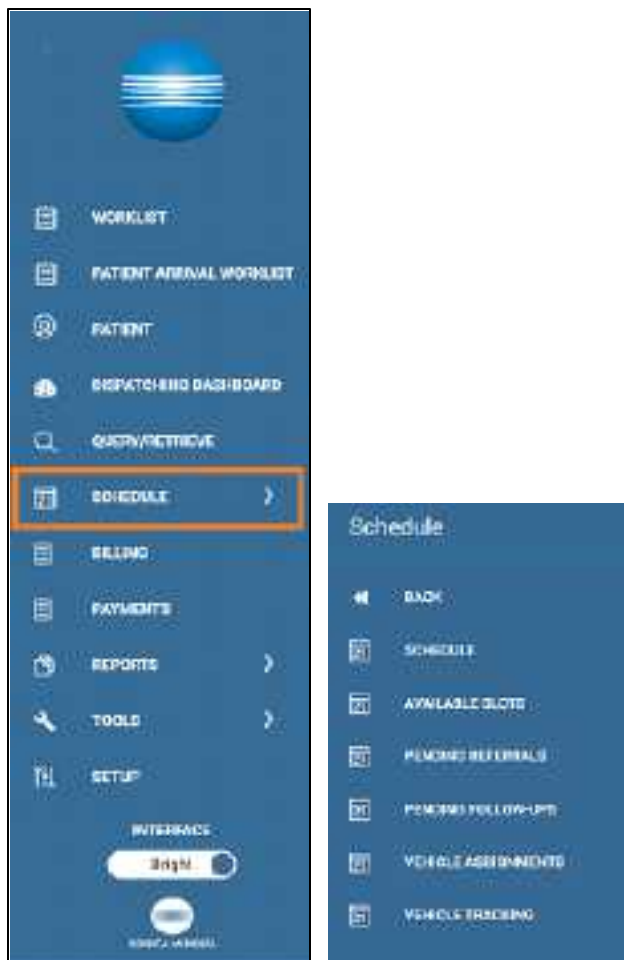 WORKLIST
PATIENT ARRIVAL WORKLIST
PATIENT
DISPATCHING DASHBOARD
QUERY/RETRIEVE
SCHEDULE
BILLING
PAYMENTS
REPORTS
TOOLS
SETUP
INTERFACE
Bright
Schedule
BACK
SCHEDULE
AVAILABLE SLOTS
PENDING REFERRALS
PENDING FOLLOW-UPS
VEHICLE ASSIGNMENTS
VEHICLE TRACKING